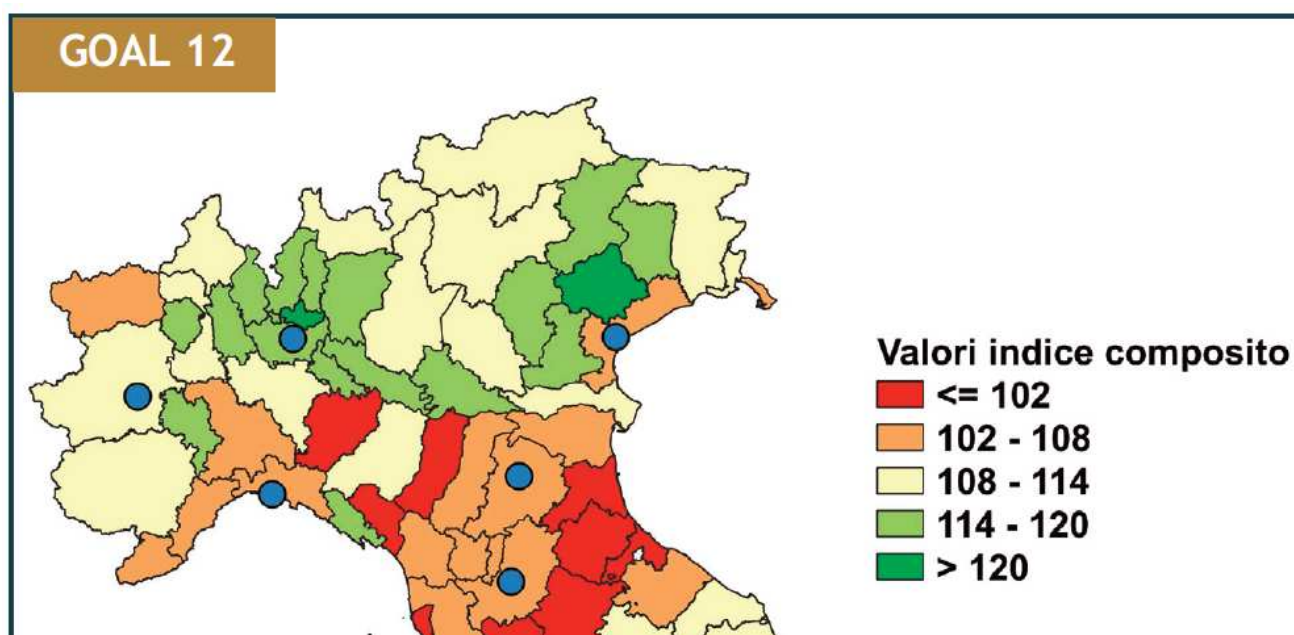 GOAL 12
Valori indice composito
<= 102
102 - 108
108 - 114
114 - 120
> 120